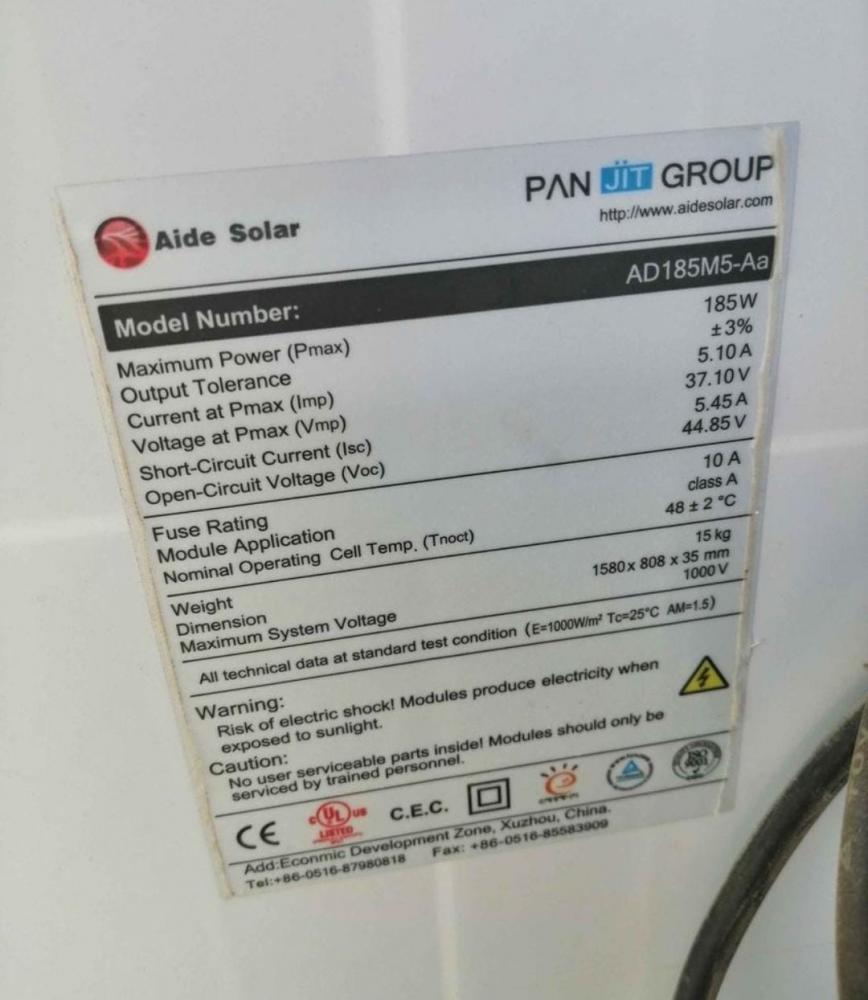 Aide Solar
PAN JiT GROUP
http://www.aidesolar.com
Model Number: AD185M5-Aa
Maximum Power (Pmax) 185W
Output Tolerance ±3%
Current at Pmax (Imp) 5.10 A
Voltage at Pmax (Vmp) 37.10 V
Short-Circuit Current (Isc) 5.45 A
Open-Circuit Voltage (Voc) 44.85 V
Fuse Rating 10 A
Module Application class A
Nominal Operating Cell Temp. (Tnoct) 48 ± 2 °C
Weight 15 kg
Dimension 1580 x 808 x 35 mm
Maximum System Voltage 1000 V
All technical data at standard test condition (E=1000W/m² Tc=25°C AM=1.5)
Warning:
Risk of electric shock! Modules produce electricity when
exposed to sunlight.
Caution:
No user serviceable parts inside! Modules should only be
serviced by trained personnel.
CE c UL US LISTED C.E.C. ISO 9001
Add:Econmic Development Zone, Xuzhou, China.
Tel:+86-0516-87980818 Fax: +86-0516-85583909